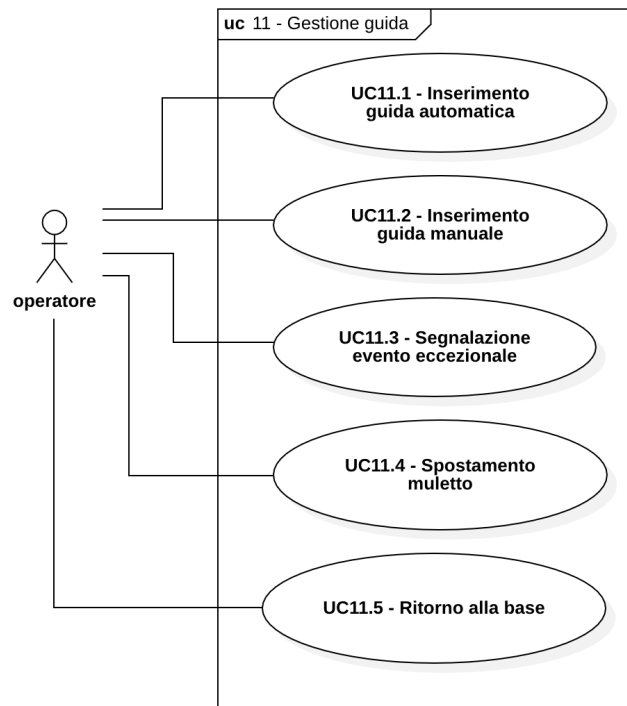 uc 11 - Gestione guida
UC11.1 - Inserimento
guida automatica
UC11.2 - Inserimento
guida manuale
operatore
UC11.3 - Segnalazione
evento eccezionale
UC11.4 - Spostamento
muletto
UC11.5 - Ritorno alla base